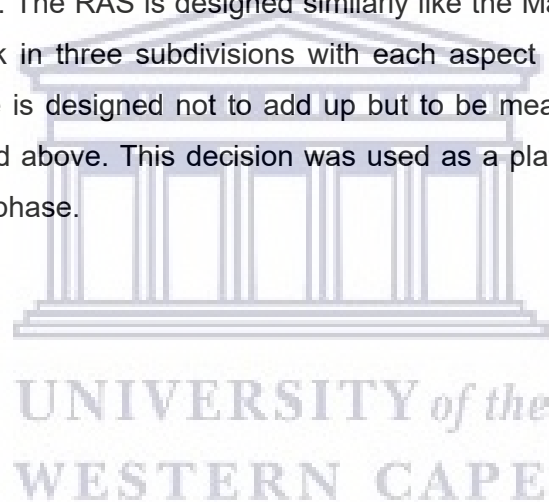 . The RAS is designed similarly like the Ma
k in three subdivisions with each aspect
is designed not to add up but to be mea
d above. This decision was used as a pla
phase.
UNIVERSITY of the
WESTERN CAPE